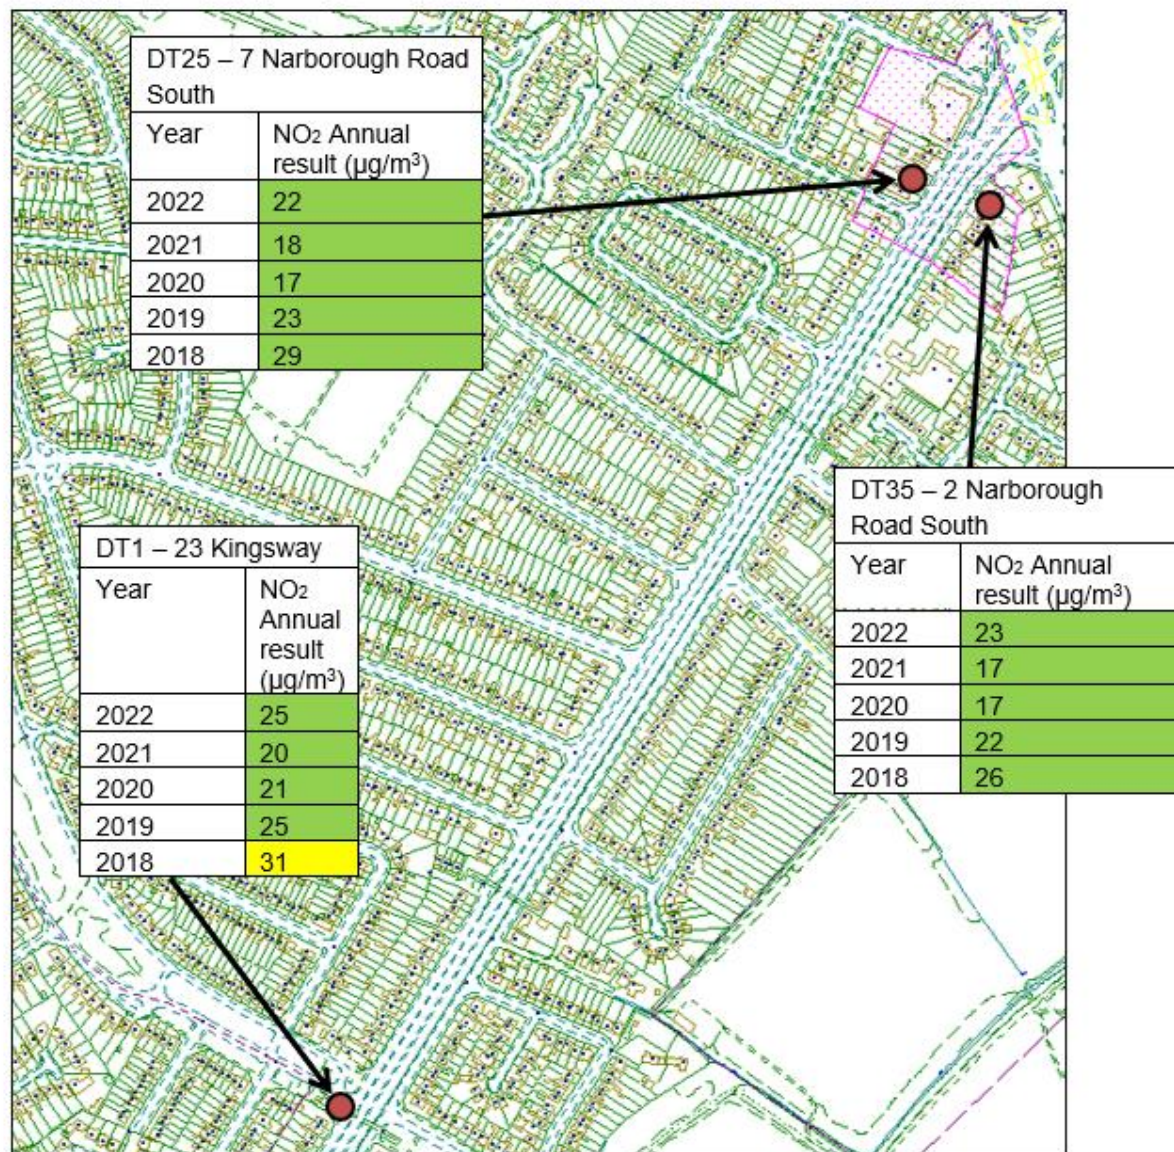 DT25 – 7 Narborough Road
South
Year NO2 Annual
result (µg/m³)
2022 22
2021 18
2020 17
2019 23
2018 29
DT35 – 2 Narborough
Road South
Year NO2 Annual
result (µg/m³)
2022 23
2021 17
2020 17
2019 22
2018 26
DT1 – 23 Kingsway
Year NO2
Annual
result
(µg/m³)
2022 25
2021 20
2020 21
2019 25
2018 31